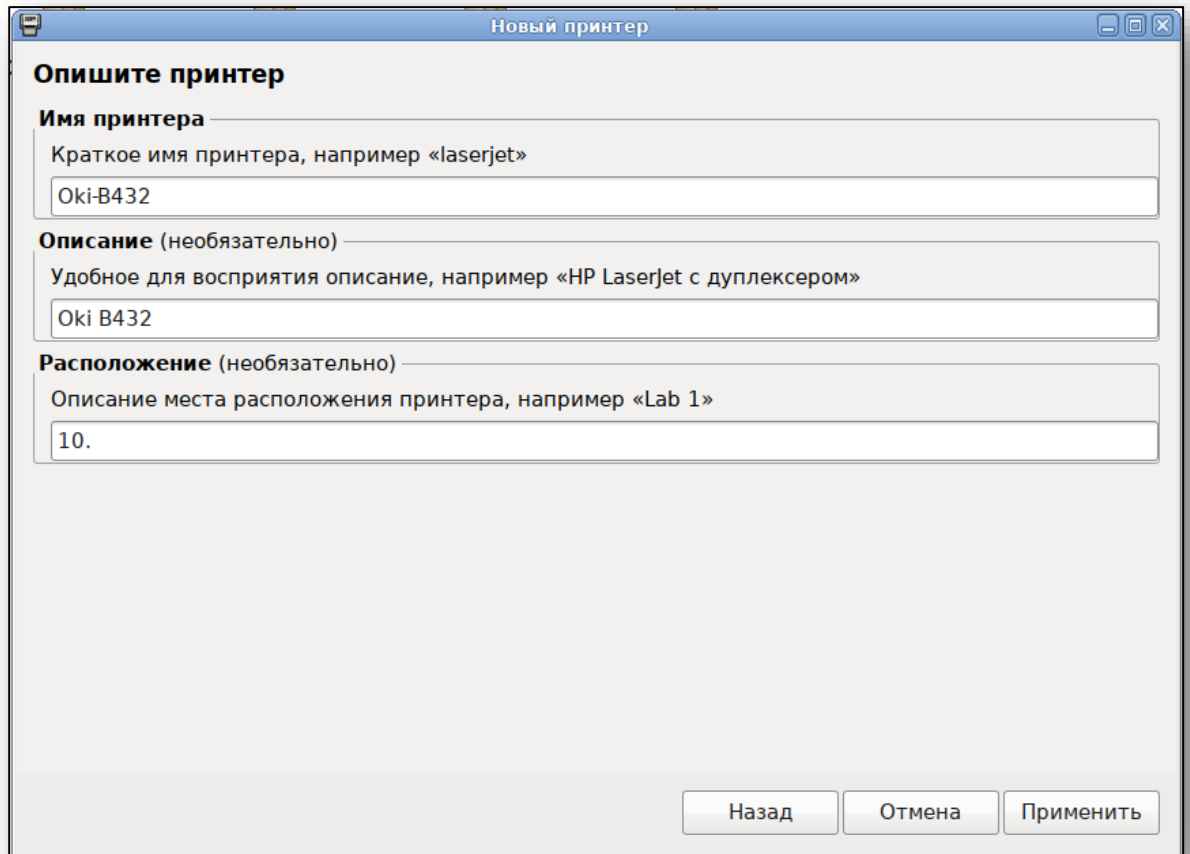 Новый принтер
Опишите принтер
Имя принтера
Краткое имя принтера, например «laserjet»
Oki-B432
Описание (необязательно)
Удобное для восприятия описание, например «HP LaserJet с дуплексером»
Oki B432
Расположение (необязательно)
Описание места расположения принтера, например «Lab 1»
10.
Назад Отмена Применить